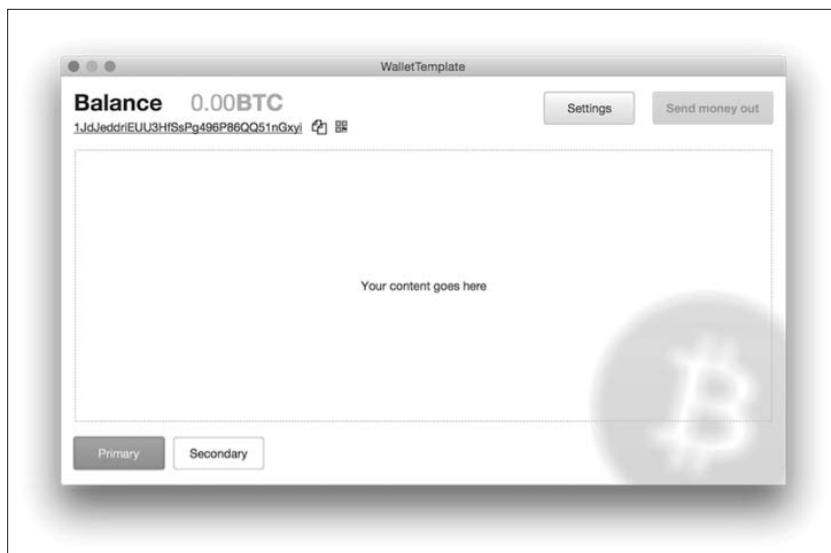 WalletTemplate
Balance 0.00BTC
Settings
Send money out
1JdJeddriEUU3HfSsPg496P86QQ51nGxyi
Your content goes here
Primary
Secondary